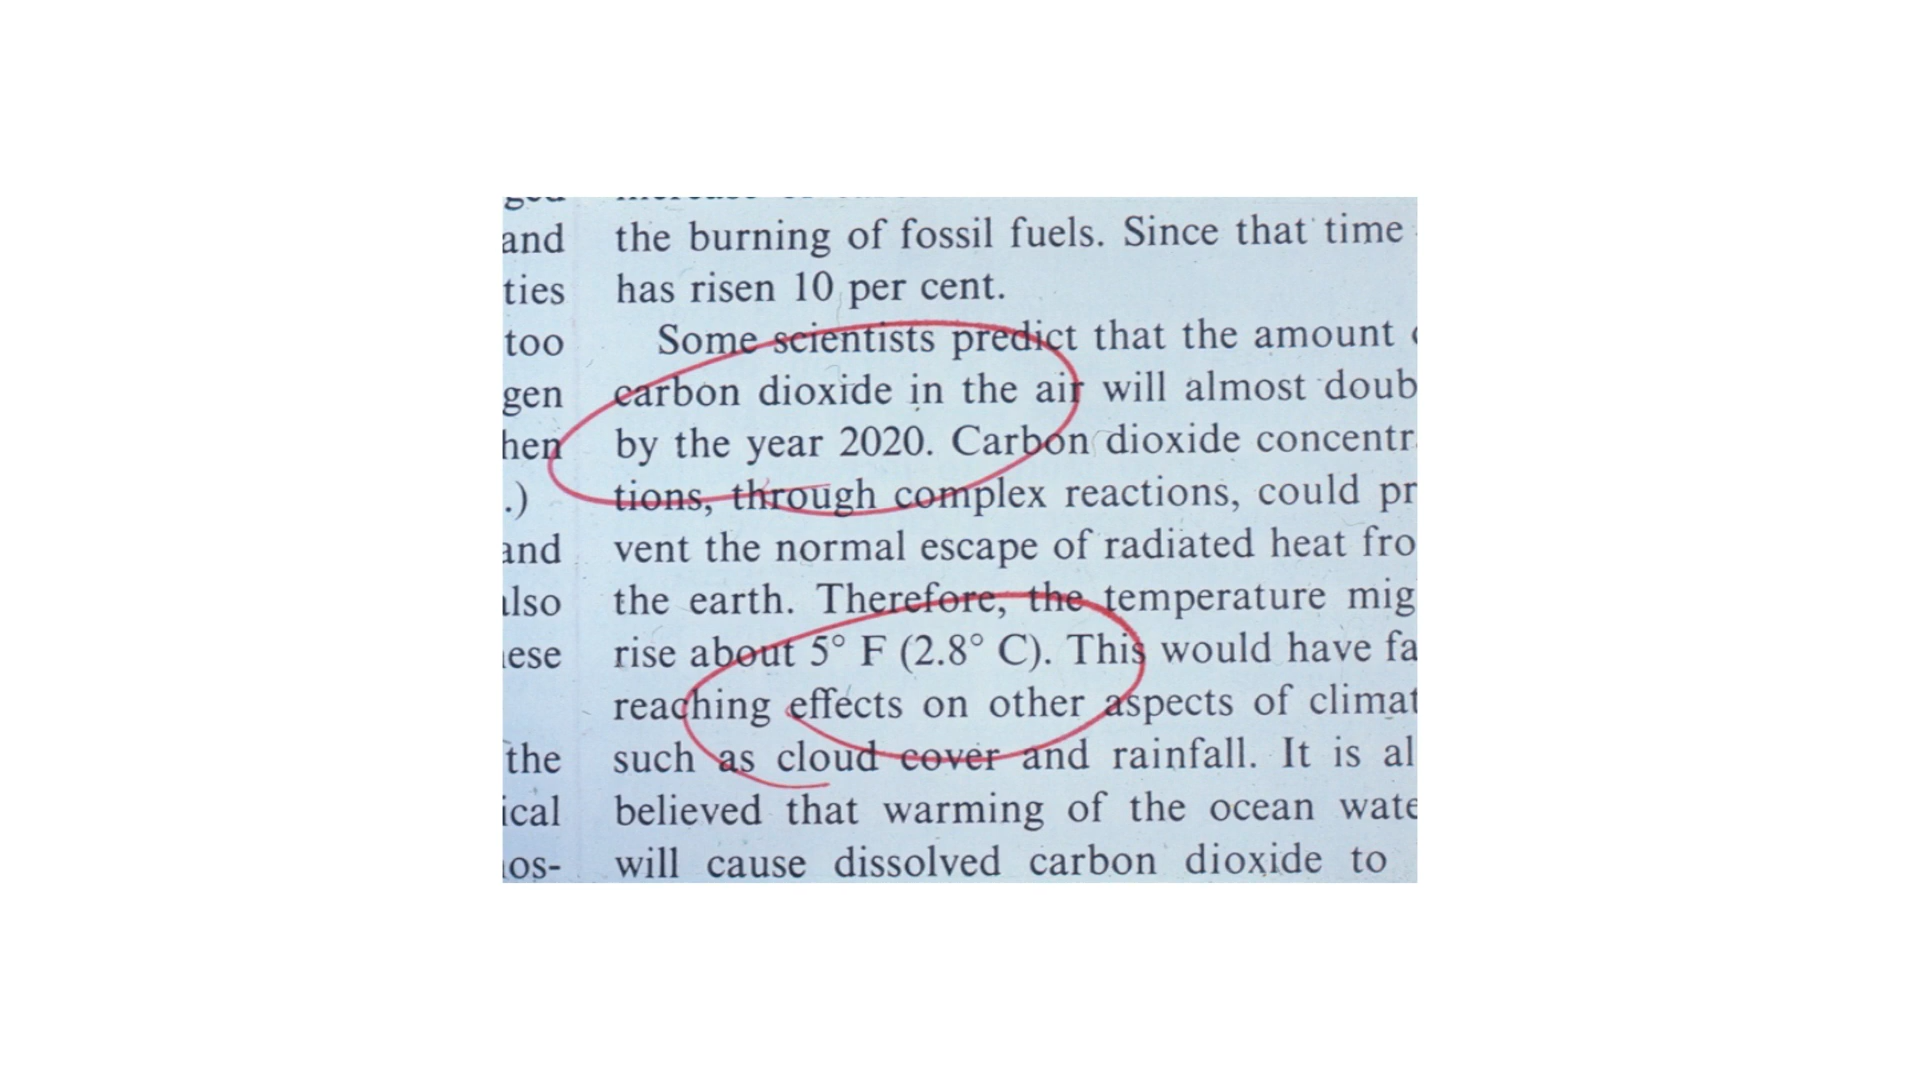 and
ties
too
gen
.)
and
the
the burning of fossil fuels. Since that time
has risen 10 per cent.
Some scientists predict that the amount
carbon dioxide in the air will almost doub
by the year 2020. Carbon dioxide concentr
tions, through complex reactions, could pr
vent the normal escape of radiated heat fro
the earth. Therefore, the temperature mig
rise about 5° F (2.8° C). This would have fa
reaching effects on other aspects of climat
such as cloud cover and rainfall. It is al
believed that warming of the ocean wate
will cause dissolved carbon dioxide to